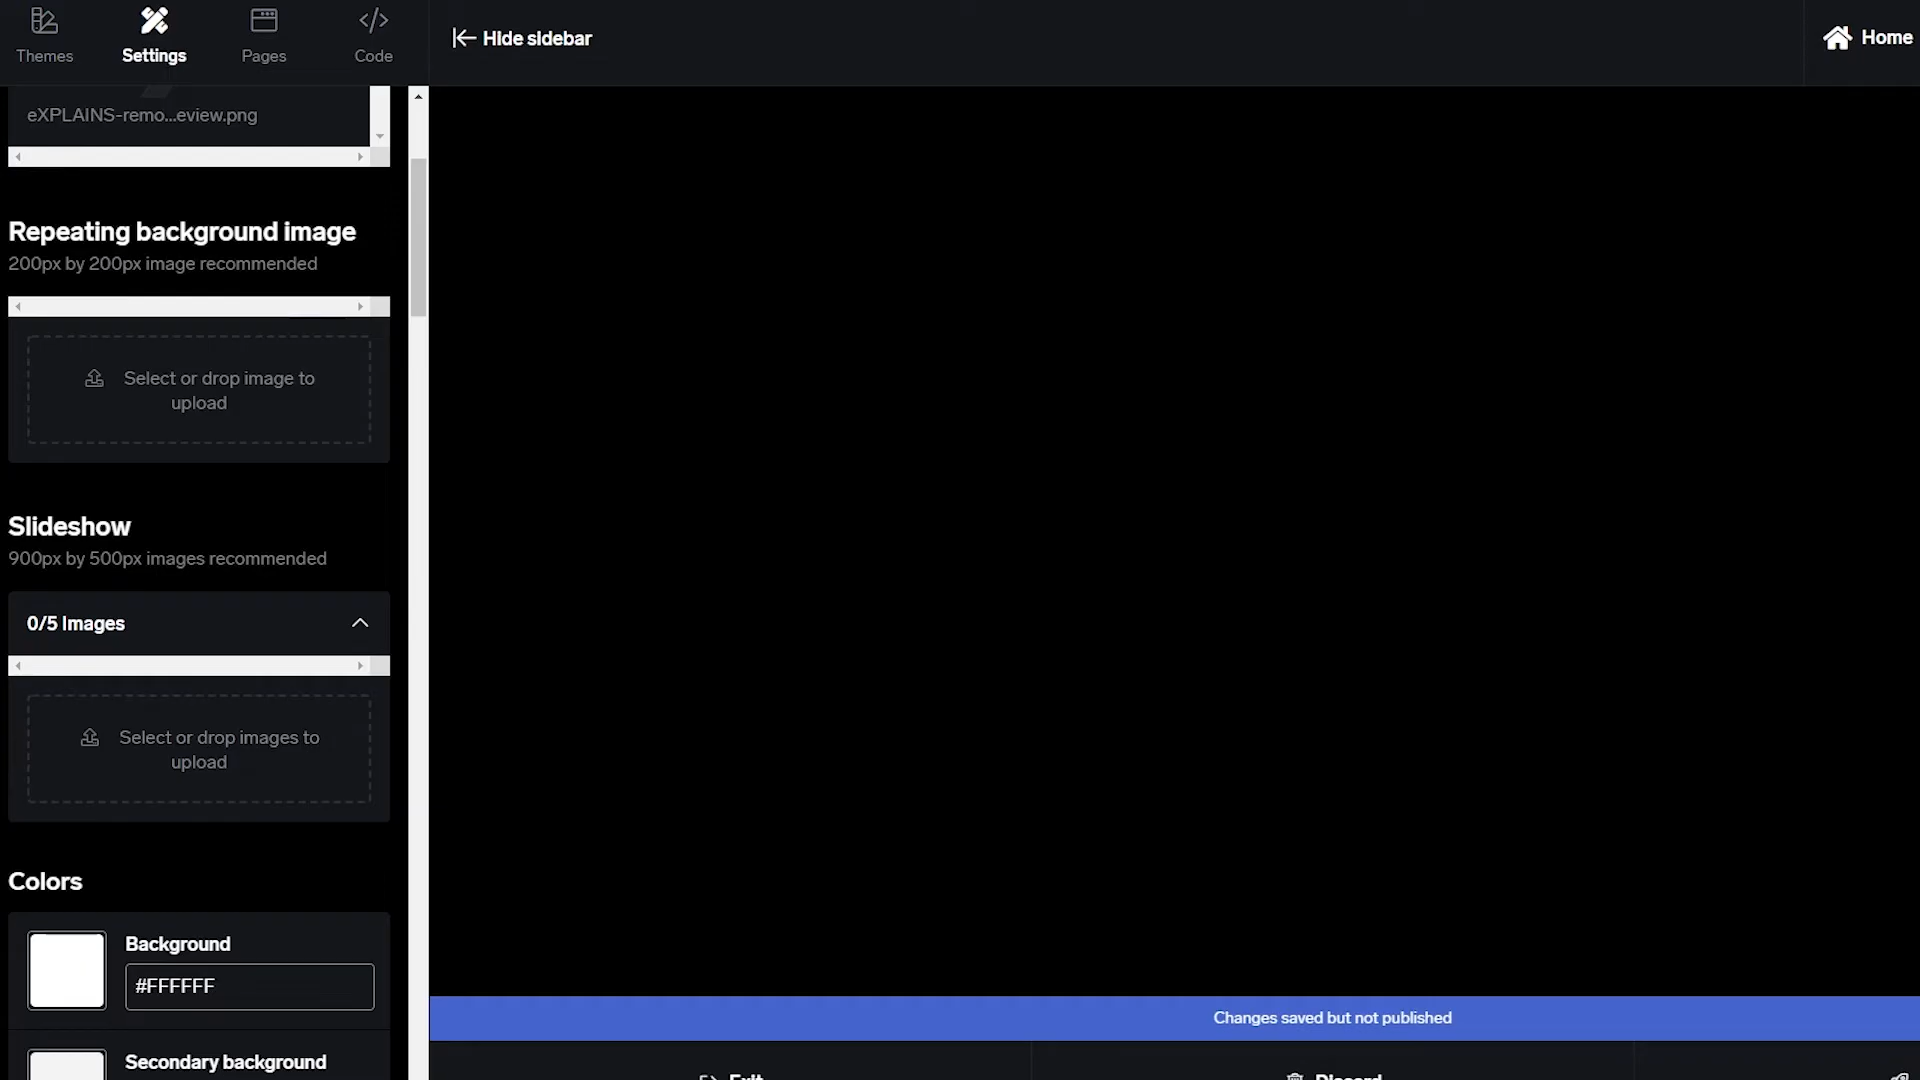 Themes
Settings
Pages
Code
Hide sidebar
Home
eXPLAINS-remo...eview.png
Repeating background image
200px by 200px image recommended
Select or drop image to
upload
Slideshow
900px by 500px images recommended
0/5 Images
Select or drop images to
upload
Colors
Background
#FFFFFF
Secondary background
Changes saved but not published
Exit
Discard